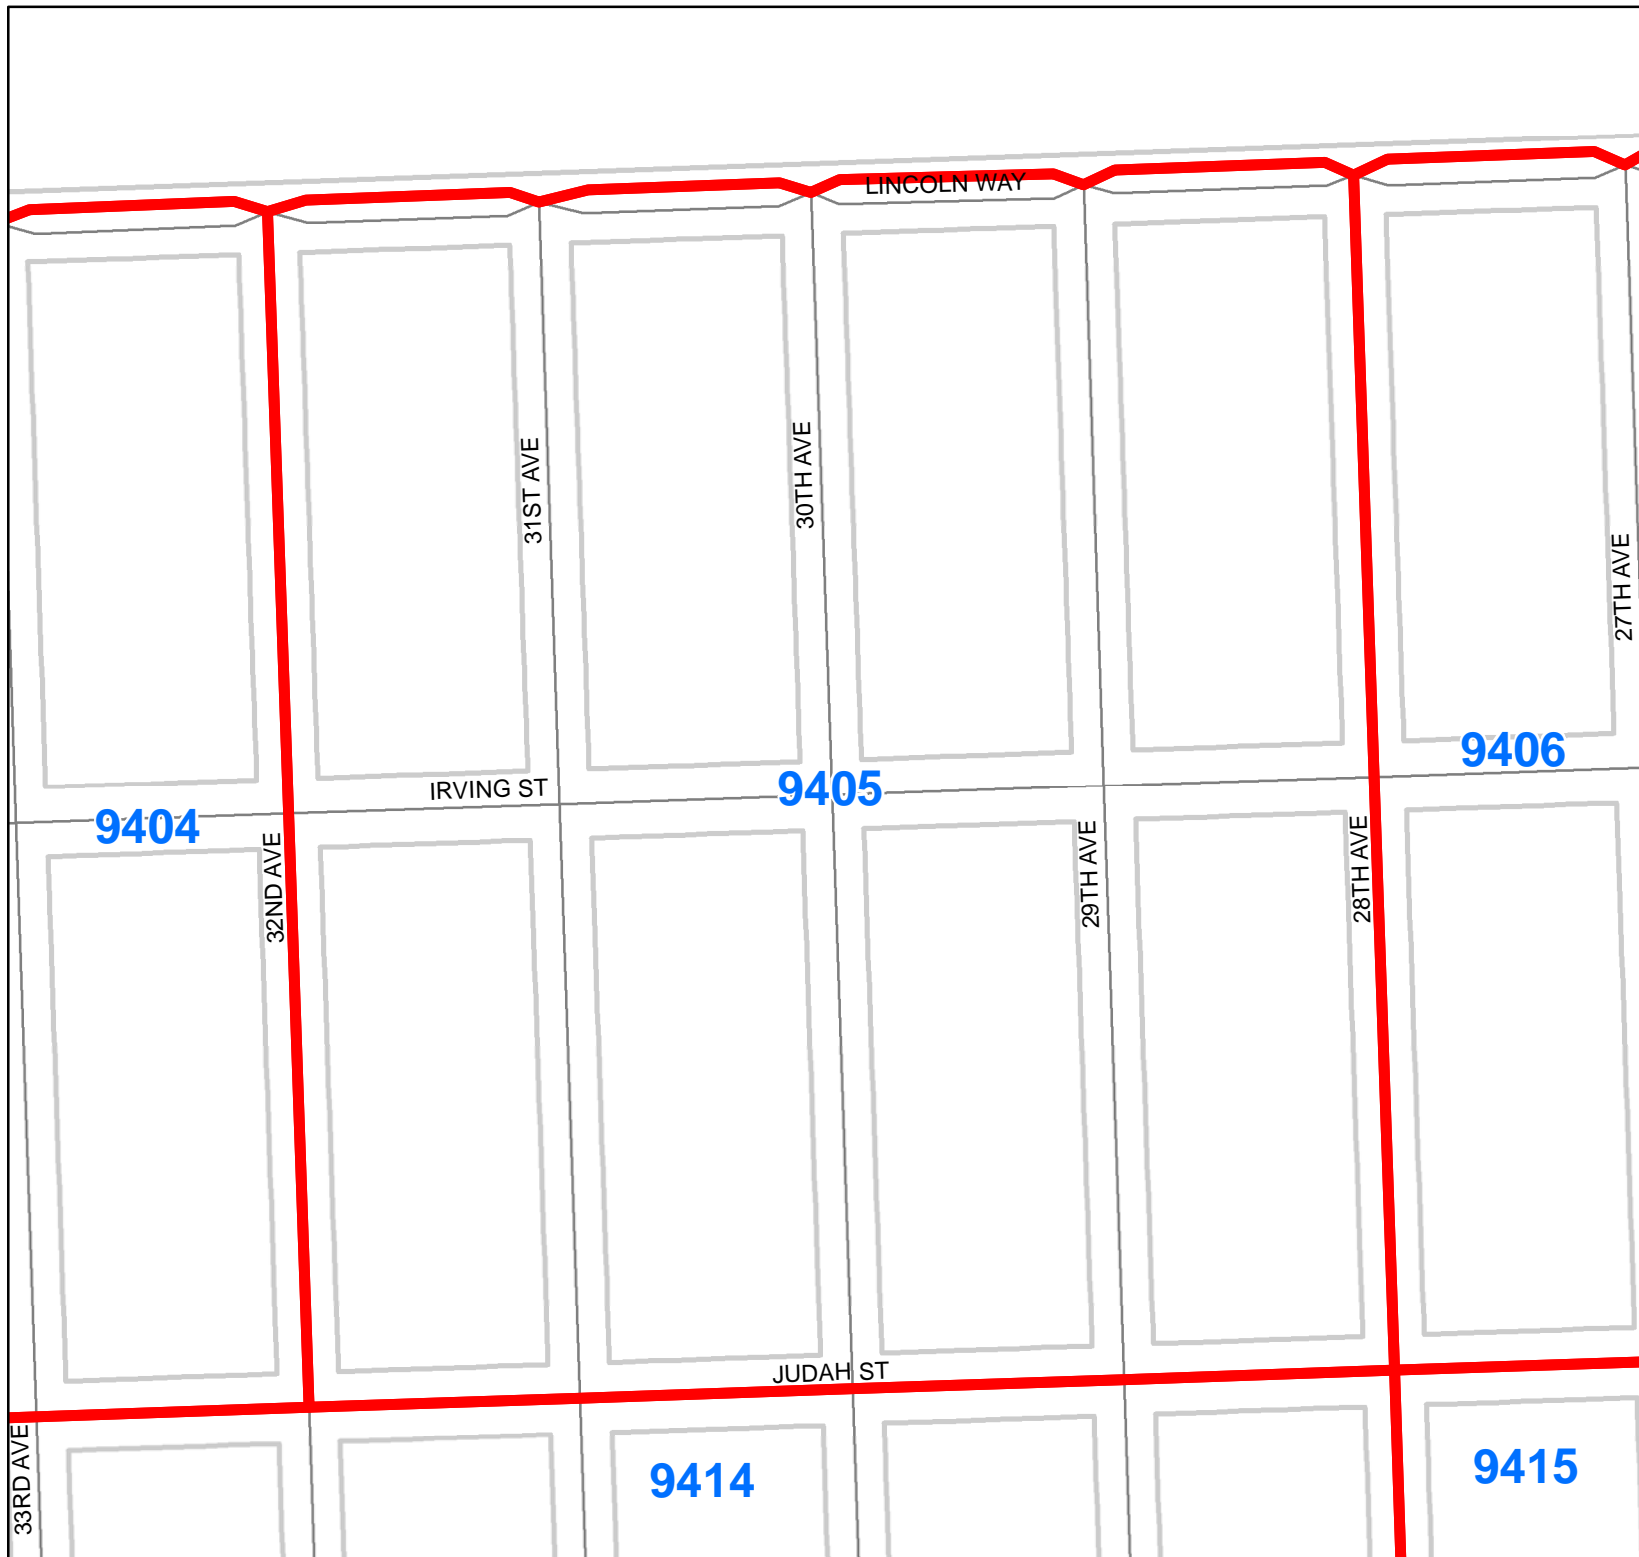 LINCOLN WAY
31ST AVE
30TH AVE
27TH AVE
9406
IRVING ST
9405
9404
32ND AVE
29TH AVE
28TH AVE
JUDAH ST
33RD AVE
9414
9415